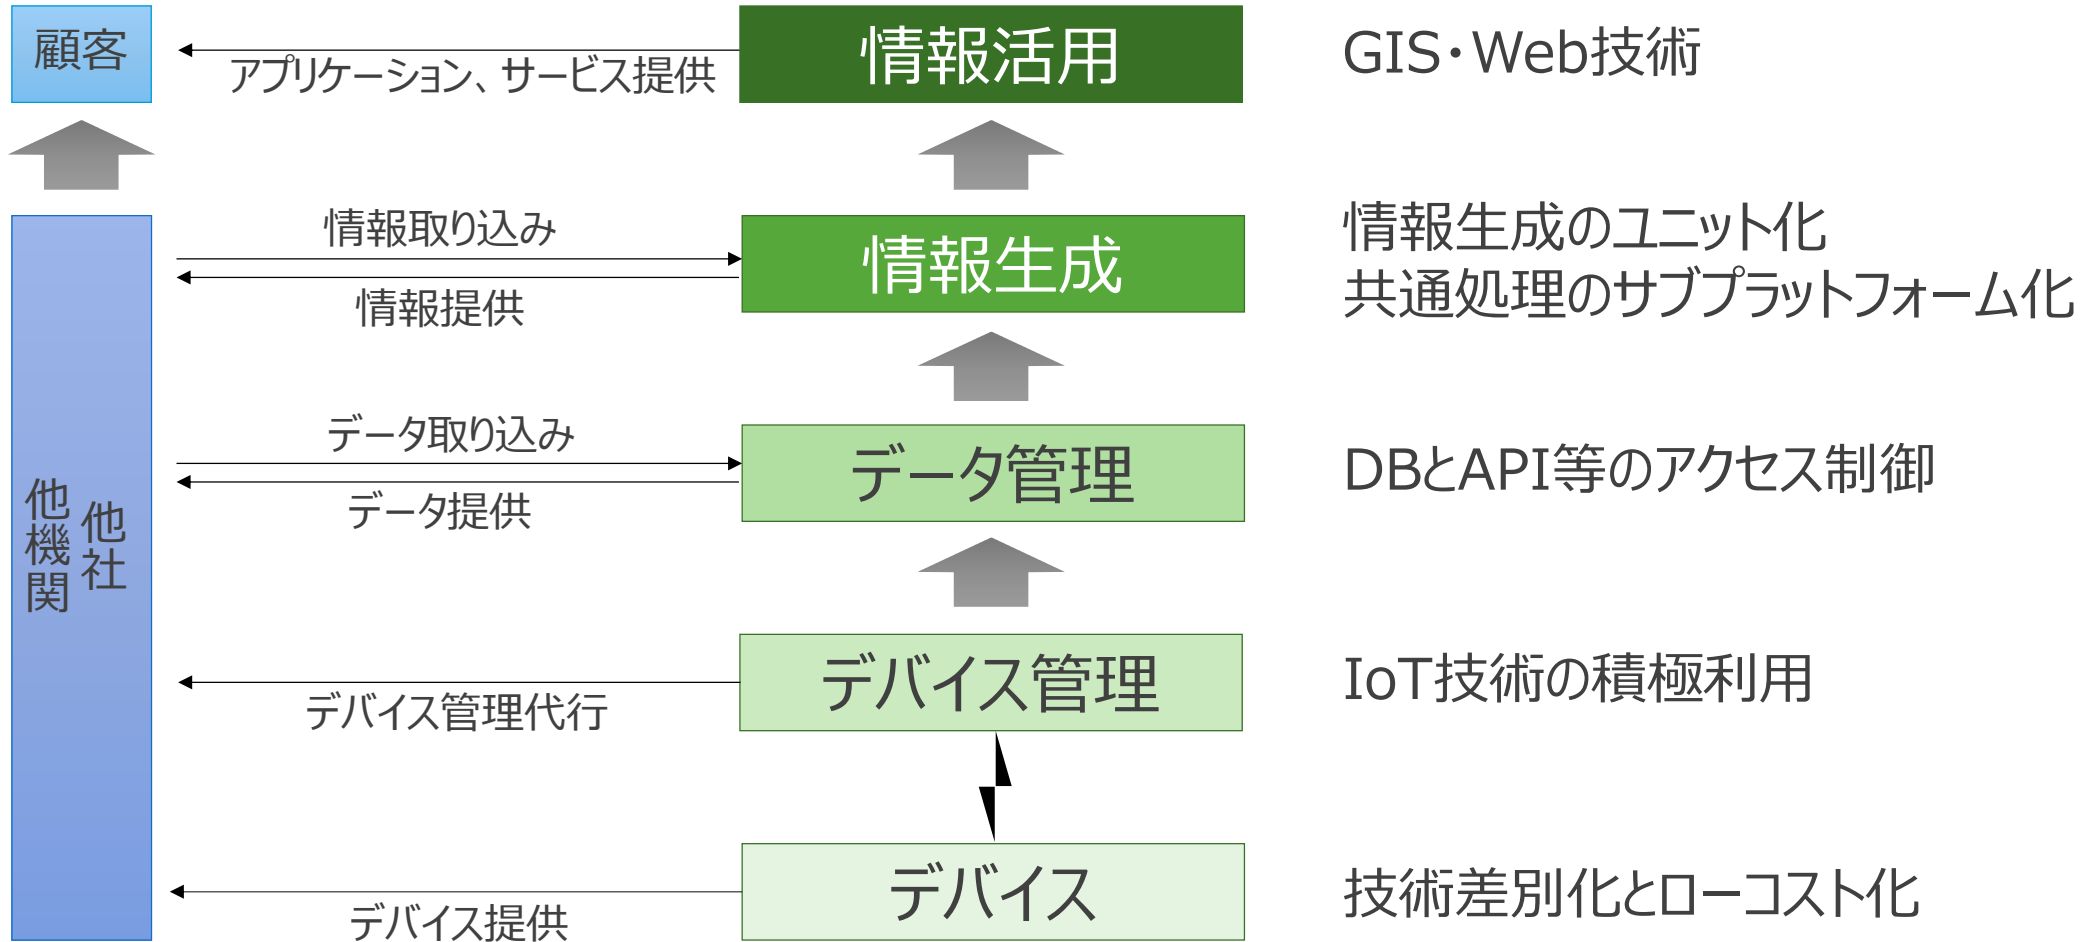 顧客
アプリケーション、サービス提供
情報活用
GIS・Web技術
情報取り込み
情報提供
情報生成
情報生成のユニット化
共通処理のサブプラットフォーム化
他社
他機関
データ取り込み
データ提供
データ管理
DBとAPI等のアクセス制御
デバイス管理代行
デバイス管理
IoT技術の積極利用
デバイス提供
デバイス
技術差別化とローコスト化